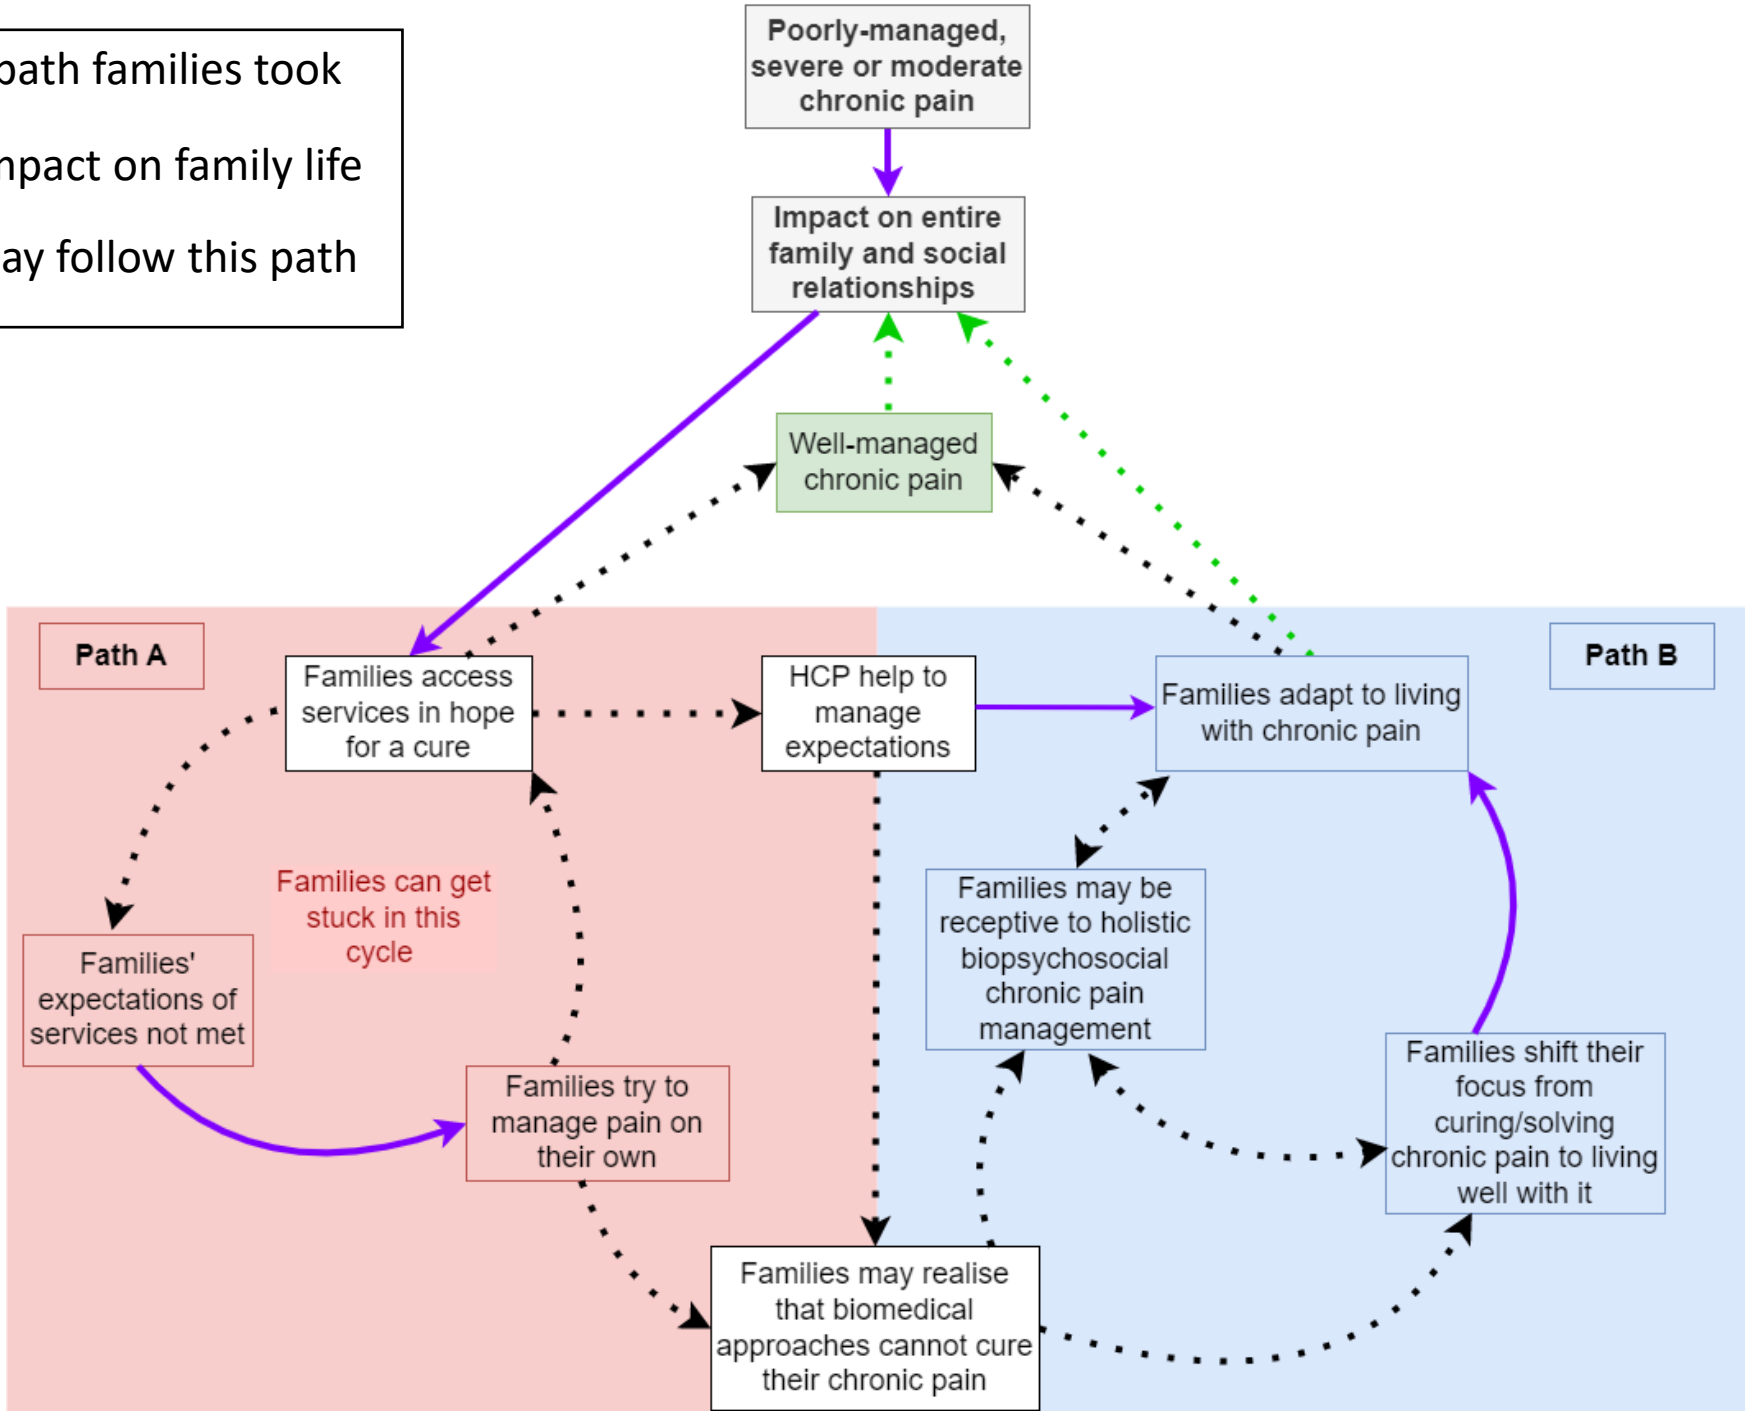 path families took
mpact on family life
ay follow this path
Poorly-managed,
severe or moderate
chronic pain
Impact on entire
family and social
relationships
Well-managed
chronic pain
Path A
Families access
services in hope
for a cure
HCP help to
manage
expectations
Families adapt to living
with chronic pain
Path B
Families can get
stuck in this
cycle
Families'
expectations of
services not met
Families try to
manage pain on
their own
Families may be
receptive to holistic
biopsychosocial
chronic pain
management
Families shift their
focus from
curing/solving
chronic pain to living
well with it
Families may realise
that biomedical
approaches cannot cure
their chronic pain